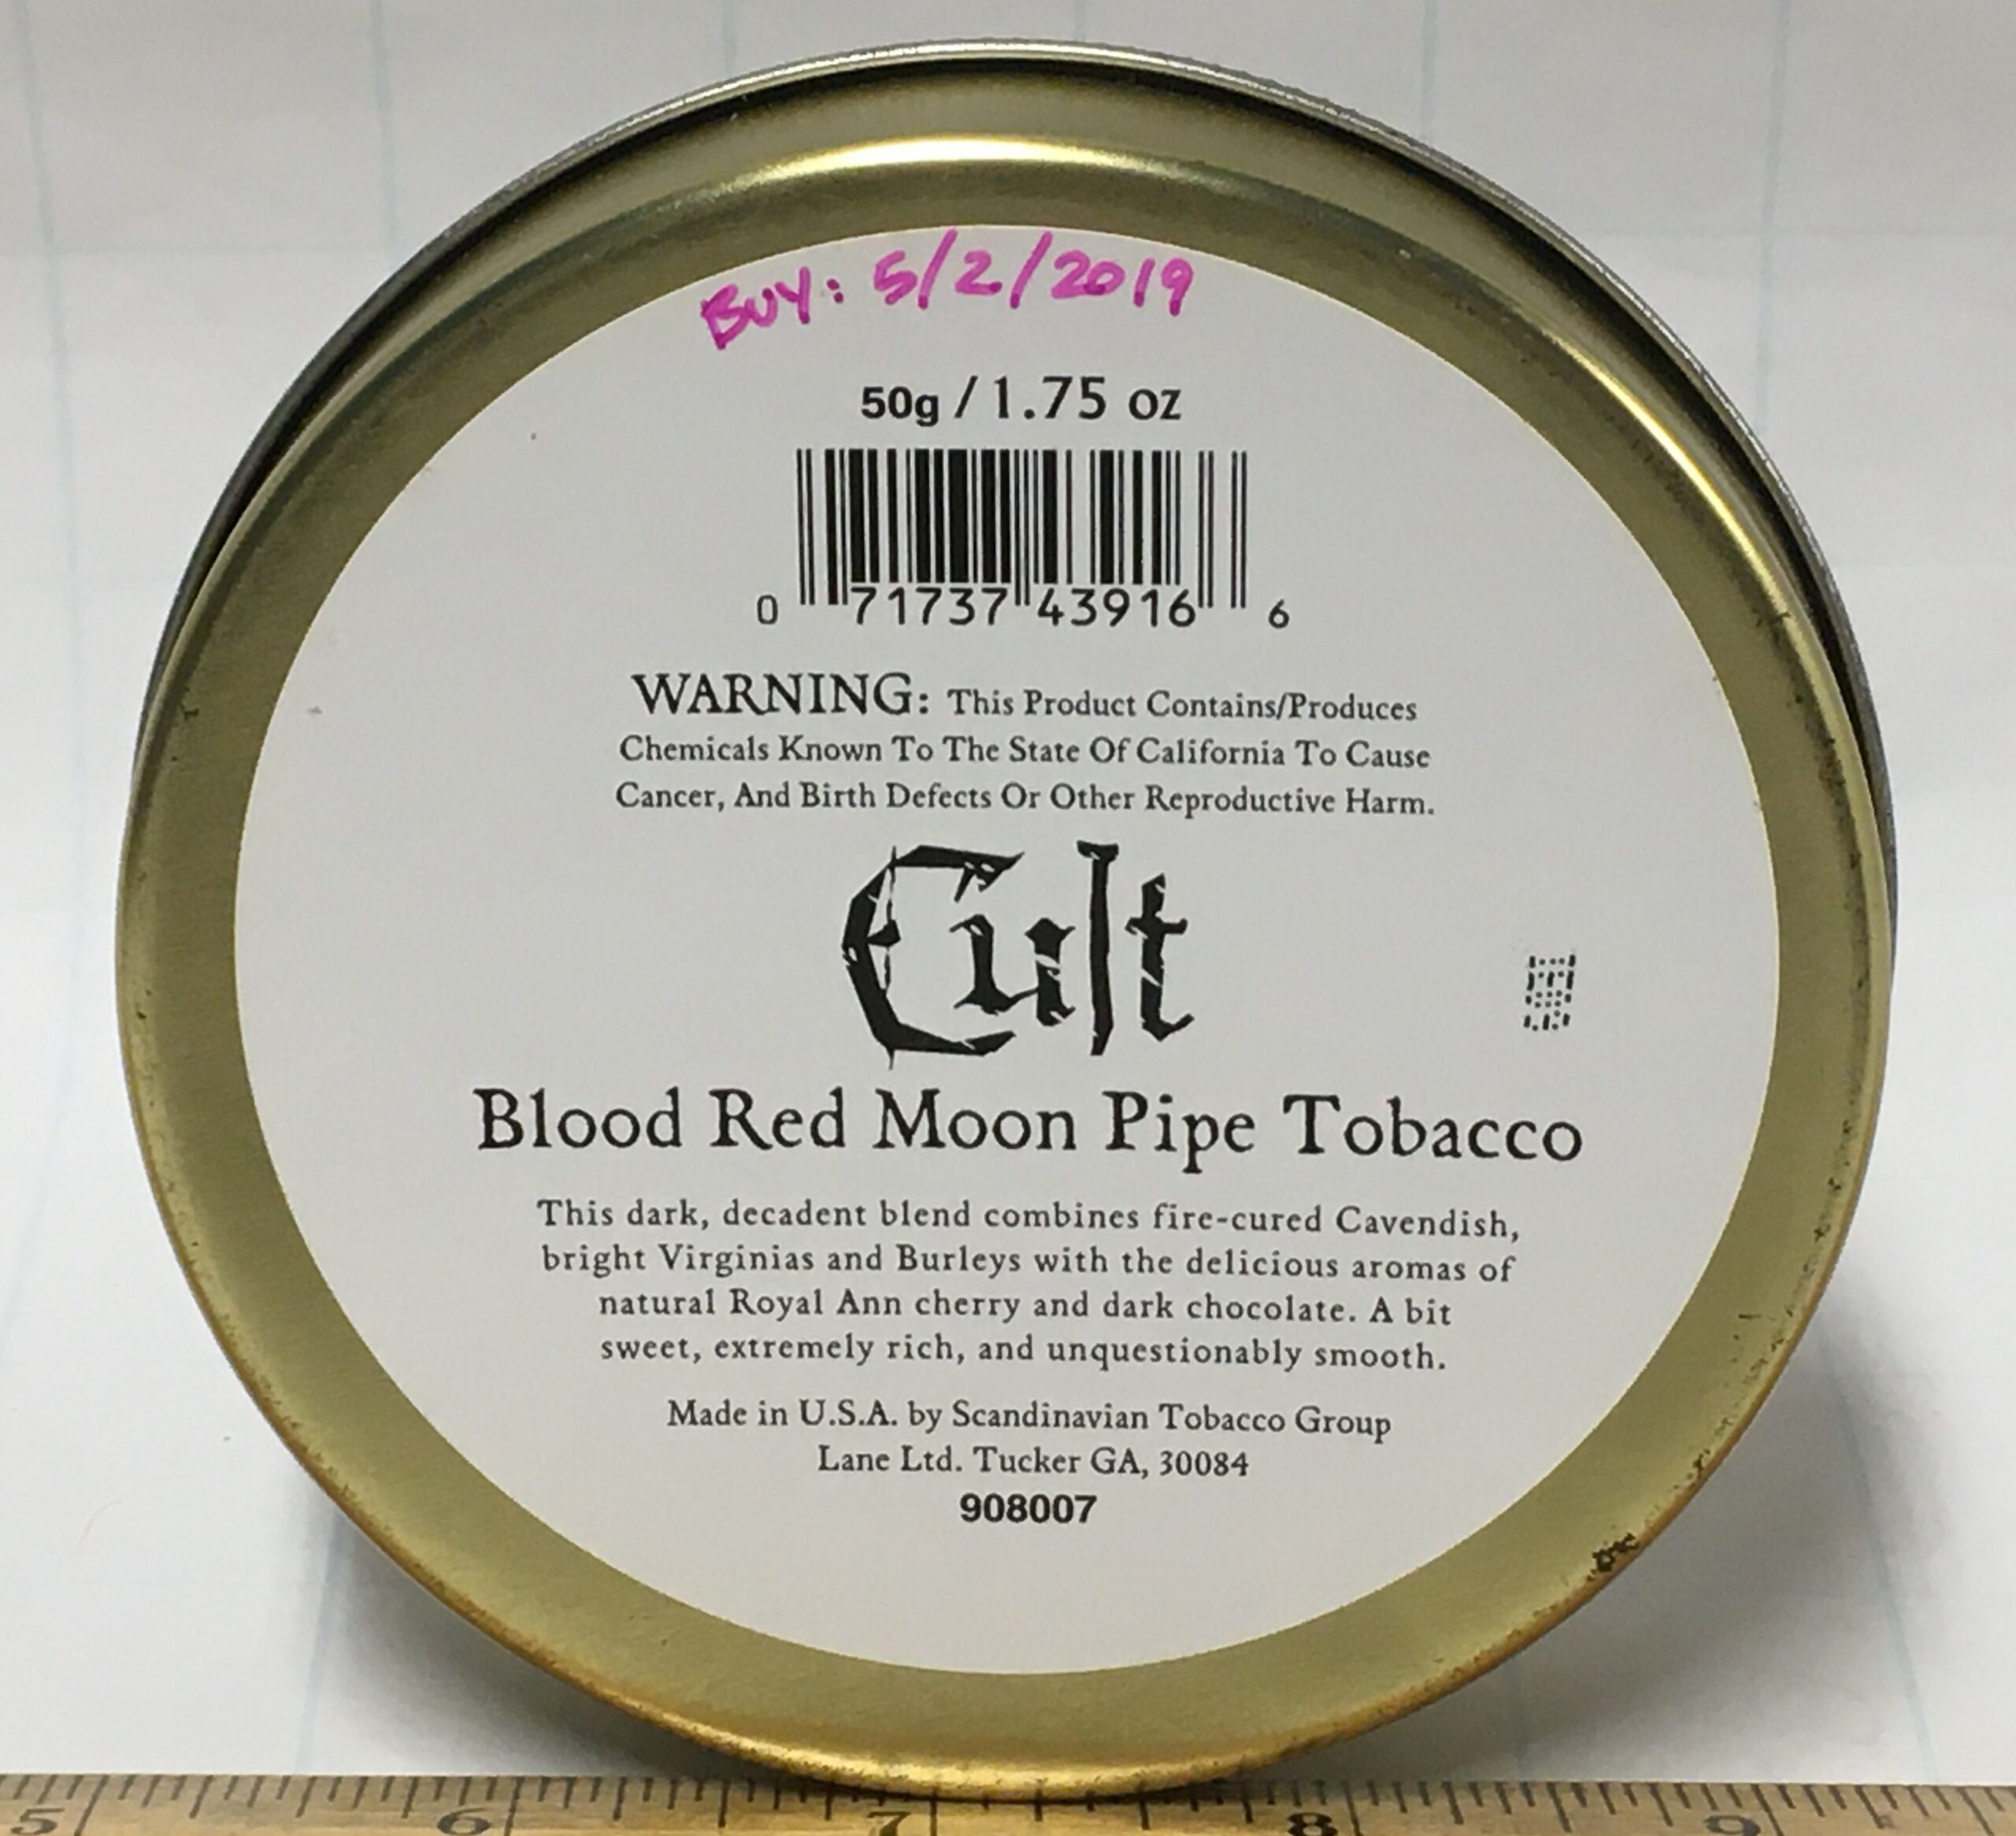 BUY: 5/2/2019
50g / 1.75 oz
0 71737 43916 6
WARNING: This Product Contains/Produces
Chemicals Known To The State Of California To Cause
Cancer, And Birth Defects Or Other Reproductive Harm.
Cult
Blood Red Moon Pipe Tobacco
This dark, decadent blend combines fire-cured Cavendish,
bright Virginias and Burleys with the delicious aromas of
natural Royal Ann cherry and dark chocolate. A bit
sweet, extremely rich, and unquestionably smooth.
Made in U.S.A. by Scandinavian Tobacco Group
Lane Ltd. Tucker GA, 30084
908007
5 6 7 8 9